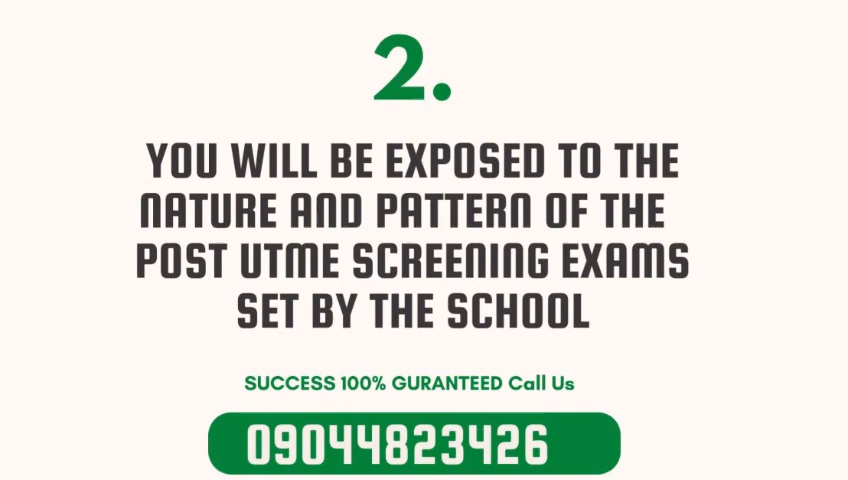 2.
YOU WILL BE EXPOSED TO THE
NATURE AND PATTERN OF THE
POST UTME SCREENING EXAMS
SET BY THE SCHOOL
SUCCESS 100% GURANTEED Call Us
09044823426